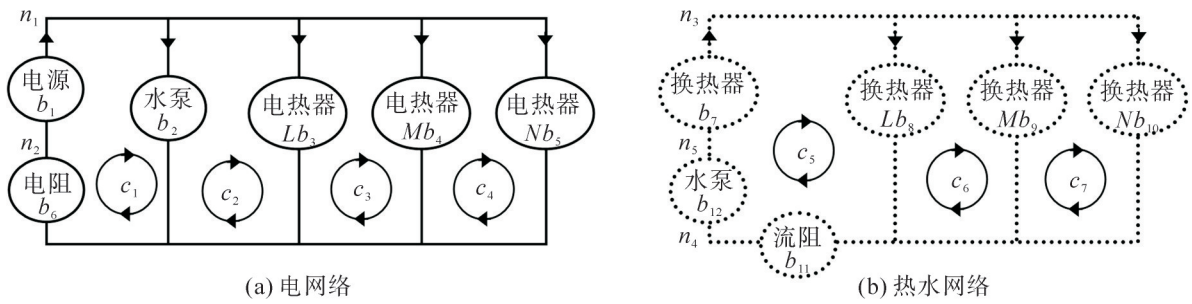 n1
电源
b1
水泵
b2
电热器
Lb3
电热器
Mb4
电热器
Nb5
n2
电阻
b6
c1
c2
c3
c4
(a) 电网络
n3
换热器
b7
换热器
Lb8
换热器
Mb9
换热器
Nb10
n5
c5
水泵
b12
c6
c7
n4
流阻
b11
(b) 热水网络